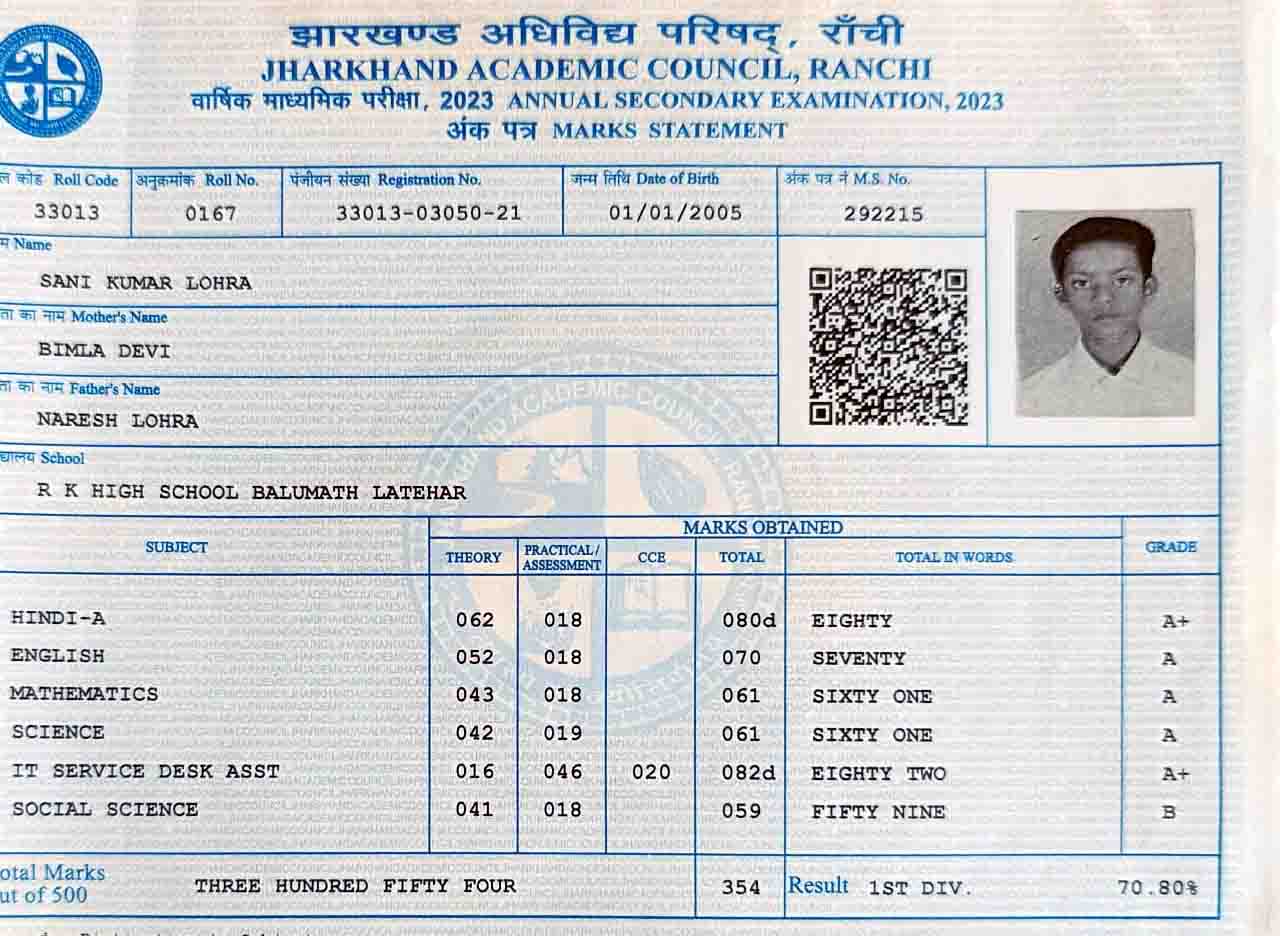 झारखण्ड अधिविद्य परिषद्, राँची
JHARKHAND ACADEMIC COUNCIL, RANCHI
वार्षिक माध्यमिक परीक्षा, 2023 ANNUAL SECONDARY EXAMINATION, 2023
अंक पत्र MARKS STATEMENT
ल कोड Roll Code अनुक्रमांक Roll No. पंजीयन संख्या Registration No. जन्म तिथि Date of Birth अंक पत्र नं M.S. No.
33013 0167 33013-03050-21 01/01/2005 292215
म Name
SANI KUMAR LOHRA
ता का नाम Mother's Name
BIMLA DEVI
ता का नाम Father's Name
NARESH LOHRA
द्यालय School
R K HIGH SCHOOL BALUMATH LATEHAR
MARKS OBTAINED
SUBJECT THEORY PRACTICAL/ ASSESSMENT CCE TOTAL TOTAL IN WORDS GRADE
HINDI-A 062 018 080d EIGHTY A+
ENGLISH 052 018 070 SEVENTY A
MATHEMATICS 043 018 061 SIXTY ONE A
SCIENCE 042 019 061 SIXTY ONE A
IT SERVICE DESK ASST 016 046 020 082d EIGHTY TWO A+
SOCIAL SCIENCE 041 018 059 FIFTY NINE B
otal Marks
ut of 500 THREE HUNDRED FIFTY FOUR 354 Result 1ST DIV. 70.80%